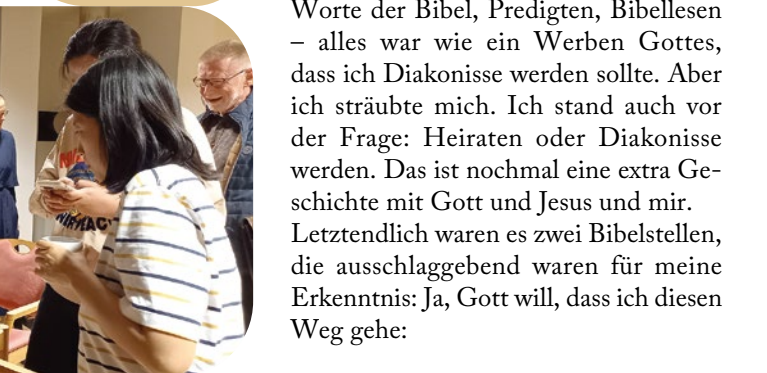 Worte der Bibel, Predigten, Bibellesen
– alles war wie ein Werben Gottes,
dass ich Diakonisse werden sollte. Aber
ich sträubte mich. Ich stand auch vor
der Frage: Heiraten oder Diakonisse
werden. Das ist nochmal eine extra Ge-
schichte mit Gott und Jesus und mir.
Letztendlich waren es zwei Bibelstellen,
die ausschlaggebend waren für meine
Erkenntnis: Ja, Gott will, dass ich diesen
Weg gehe: